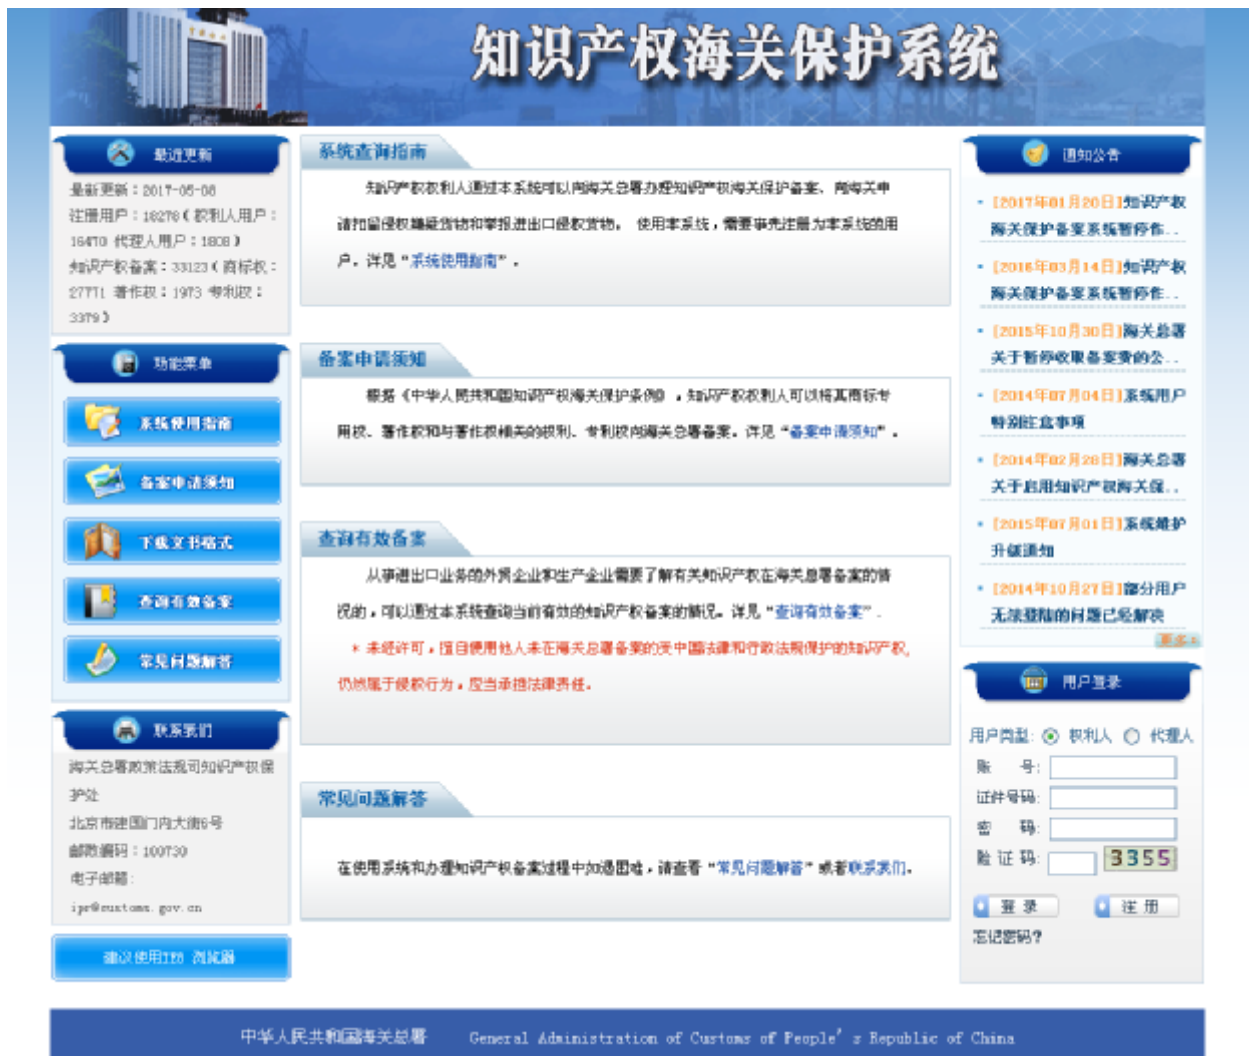 知识产权海关保护系统
最近更新
最新更新：2017-05-08
注册用户：18278（权利人用户：
16470 代理人用户：1808）
知识产权备案：33123（商标权：
27771 著作权：1973 专利权：
3379）
功能菜单
系统使用指南
备案申请须知
下载文书格式
查询有效备案
常见问题解答
联系我们
海关总署政策法规司知识产权保
护处
北京市建国门内大街6号
邮政编码：100730
电子邮箱：
ipr@customs.gov.cn
建议使用IE8 浏览器
系统查询指南
知识产权权利人通过本系统可以向海关总署办理知识产权海关保护备案、向海关申
请扣留侵权嫌疑货物和举报进出口侵权货物。 使用本系统，需要事先注册为本系统的用
户。详见“系统使用指南”.
备案申请须知
根据《中华人民共和国知识产权海关保护条例》，知识产权权利人可以将其商标专
用权、著作权和与著作权相关的权利、专利权向海关总署备案。详见“备案申请须知”.
查询有效备案
从事进出口业务的外贸企业和生产企业需要了解有关知识产权在海关总署备案的情
况的，可以通过本系统查询当前有效的知识产权备案的情况。详见“查询有效备案”.
* 未经许可，擅自使用他人未在海关总署备案的受中国法律和行政法规保护的知识产权,
仍然属于侵权行为，应当承担法律责任。
常见问题解答
在使用系统和办理知识产权备案过程中如遇困难，请查看“常见问题解答”或者联系我们。
通知公告
[2017年01月20日]知识产权
海关保护备案系统暂停作..
[2016年03月14日]知识产权
海关保护备案系统暂停作..
[2015年10月30日]海关总署
关于暂停收取备案费的公..
[2014年07月04日]系统用户
特别注意事项
[2014年02月28日]海关总署
关于启用知识产权海关保..
[2015年07月01日]系统维护
升级通知
[2014年10月27日]部分用户
无法登陆的问题已经解决
更多»
用户登录
用户类型: 权利人 代理人
账 号:
证件号码:
密 码:
验证码: 3355
登录 注册
忘记密码?
中华人民共和国海关总署 General Administration of Customs of People's Republic of China